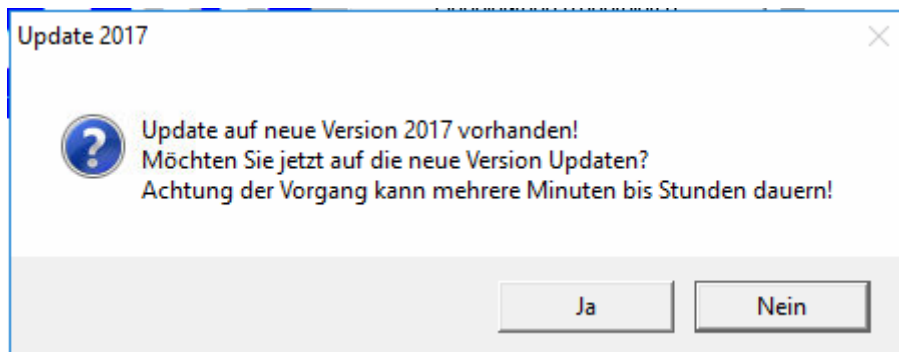 Update 2017
Update auf neue Version 2017 vorhanden!
Möchten Sie jetzt auf die neue Version Updaten?
Achtung der Vorgang kann mehrere Minuten bis Stunden dauern!
Ja
Nein